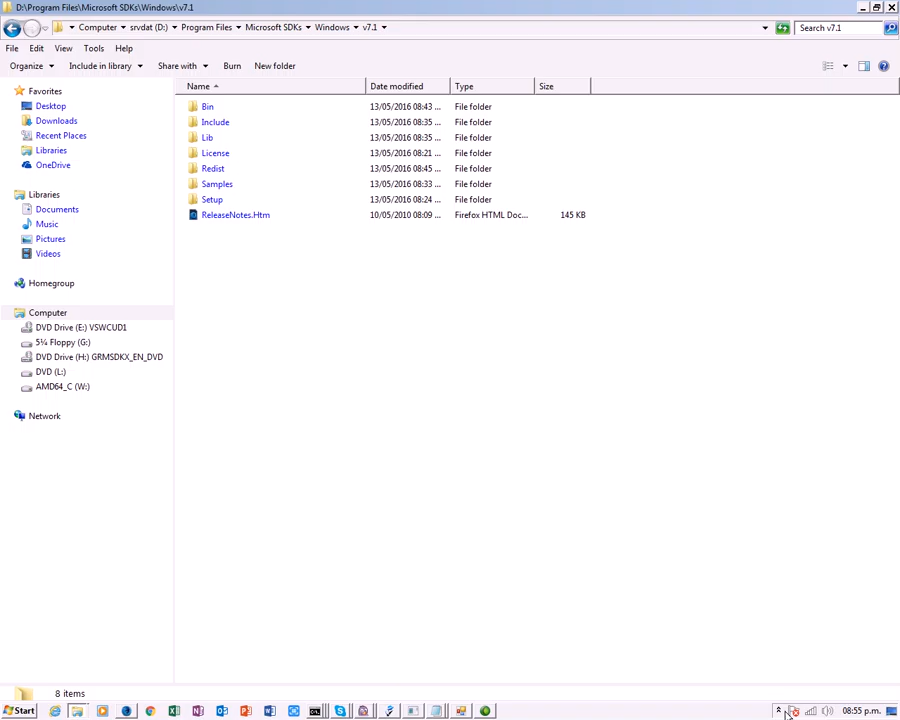 D:\Program Files\Microsoft SDKs\Windows\v7.1
Computer srvdat (D:) Program Files Microsoft SDKs Windows v7.1 Search v7.1
File Edit View Tools Help
Organize Include in library Share with Burn New folder
Favorites
Desktop
Downloads
Recent Places
Libraries
OneDrive
Libraries
Documents
Music
Pictures
Videos
Homegroup
Computer
DVD Drive (E:) VSWCUD1
5¼ Floppy (G:)
DVD Drive (H:) GRMSDKX_EN_DVD
DVD (L:)
AMD64_C (W:)
Network
Name Date modified Type Size
Bin 13/05/2016 08:43 ... File folder
Include 13/05/2016 08:35 ... File folder
Lib 13/05/2016 08:35 ... File folder
License 13/05/2016 08:21 ... File folder
Redist 13/05/2016 08:45 ... File folder
Samples 13/05/2016 08:33 ... File folder
Setup 13/05/2016 08:24 ... File folder
ReleaseNotes.Htm 10/05/2010 08:09 ... Firefox HTML Doc... 145 KB
8 items
Start 08:55 p.m.